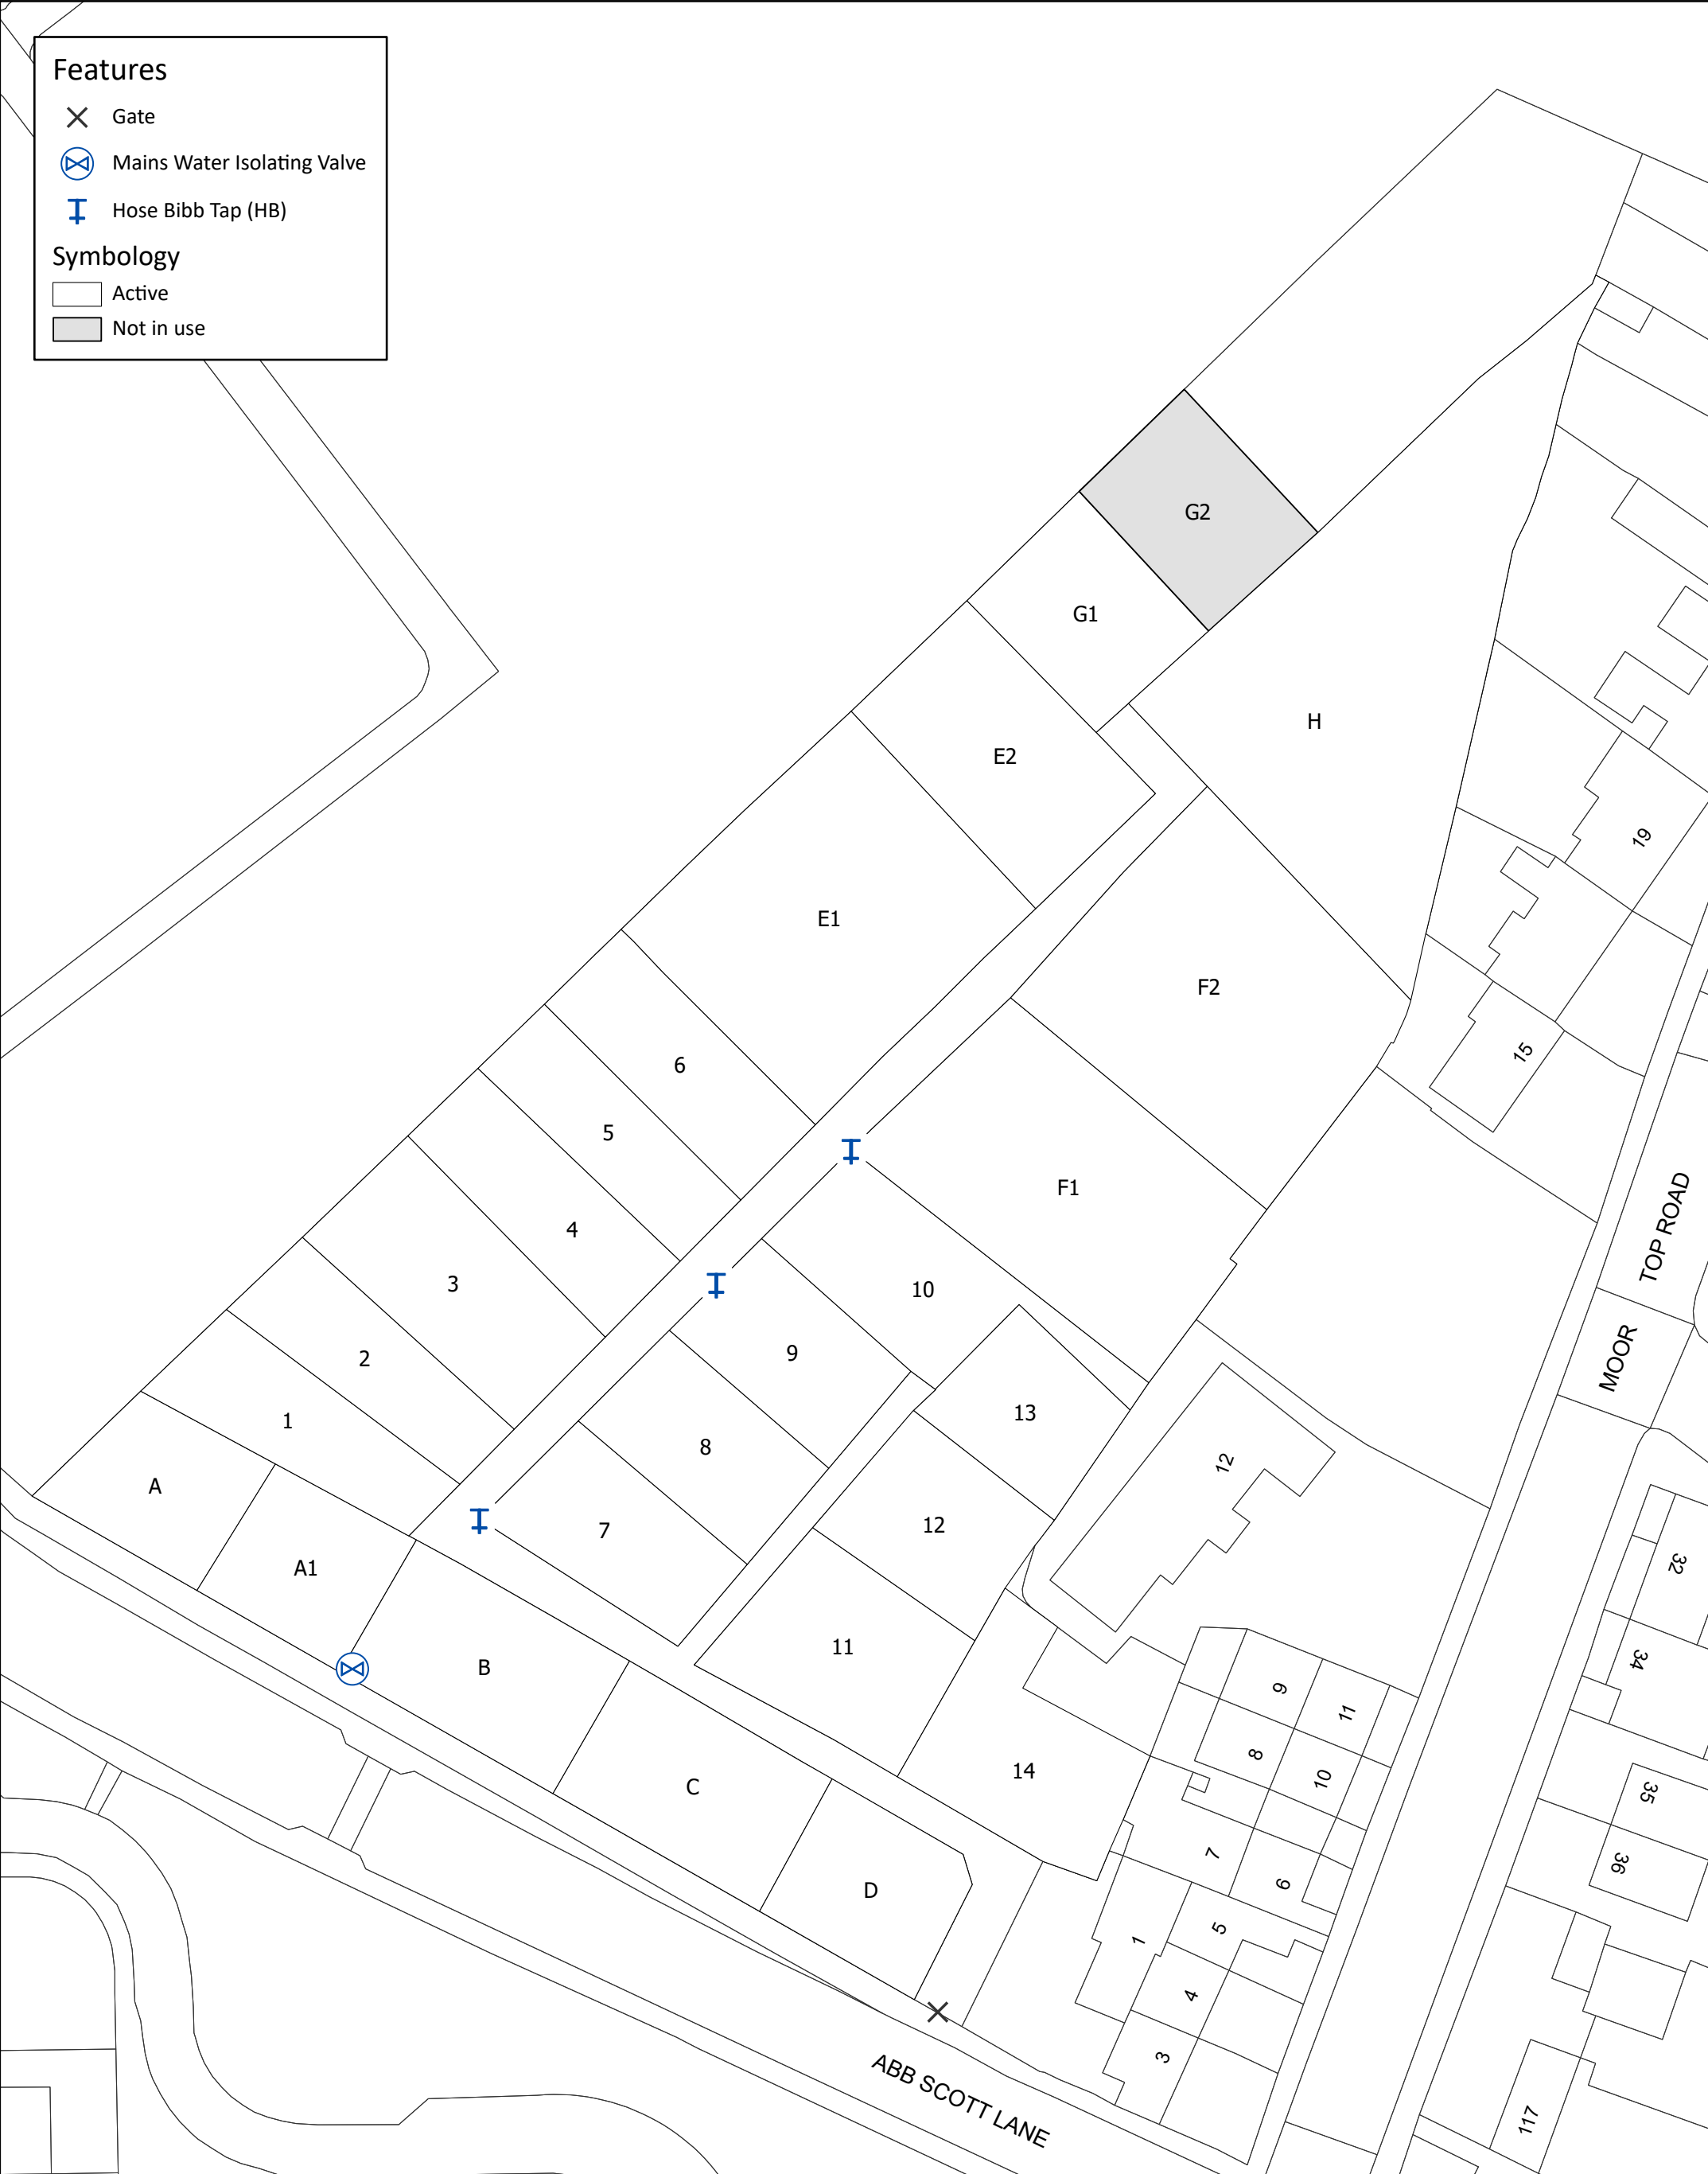 Features
Gate
Mains Water Isolating Valve
Hose Bibb Tap (HB)
Symbology
Active
Not in use
G2
G1
H
E2
19
E1
F2
15
6
5
F1
4
TOP ROAD
3
10
MOOR
2
9
13
1
8
12
A
12
7
32
A1
11
34
B
9
11
8
14
10
C
35
7
36
D
6
5
1
4
3
ABB SCOTT LANE
117